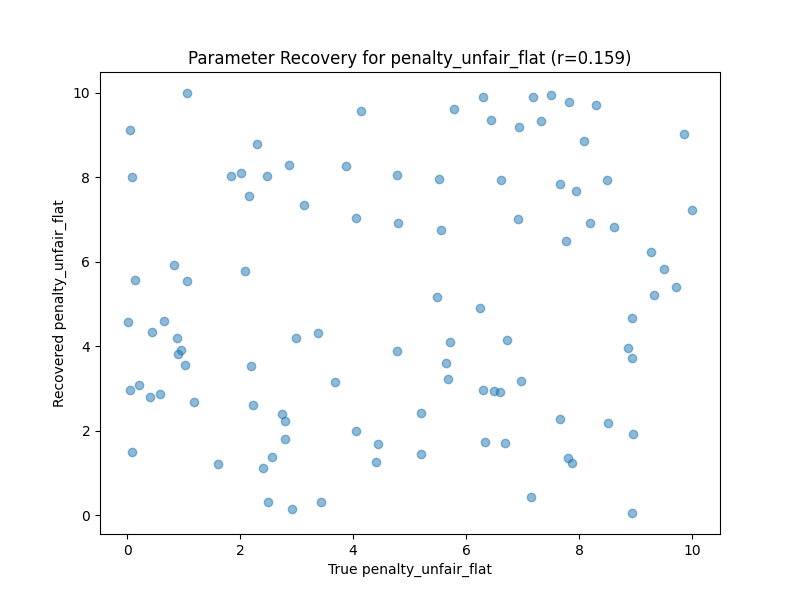 Parameter Recovery for penalty_unfair_flat (r=0.159)
10
8
6
4
2
0
Recovered penalty_unfair_flat
0 2 4 6 8 10
True penalty_unfair_flat